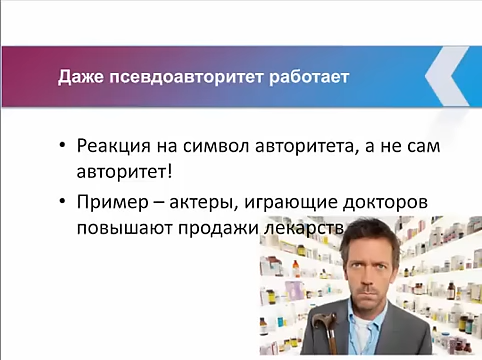 Даже псевдоавторитет работает
• Реакция на символ авторитета, а не сам
авторитет!
• Пример – актеры, играющие докторов
повышают продажи лекарств